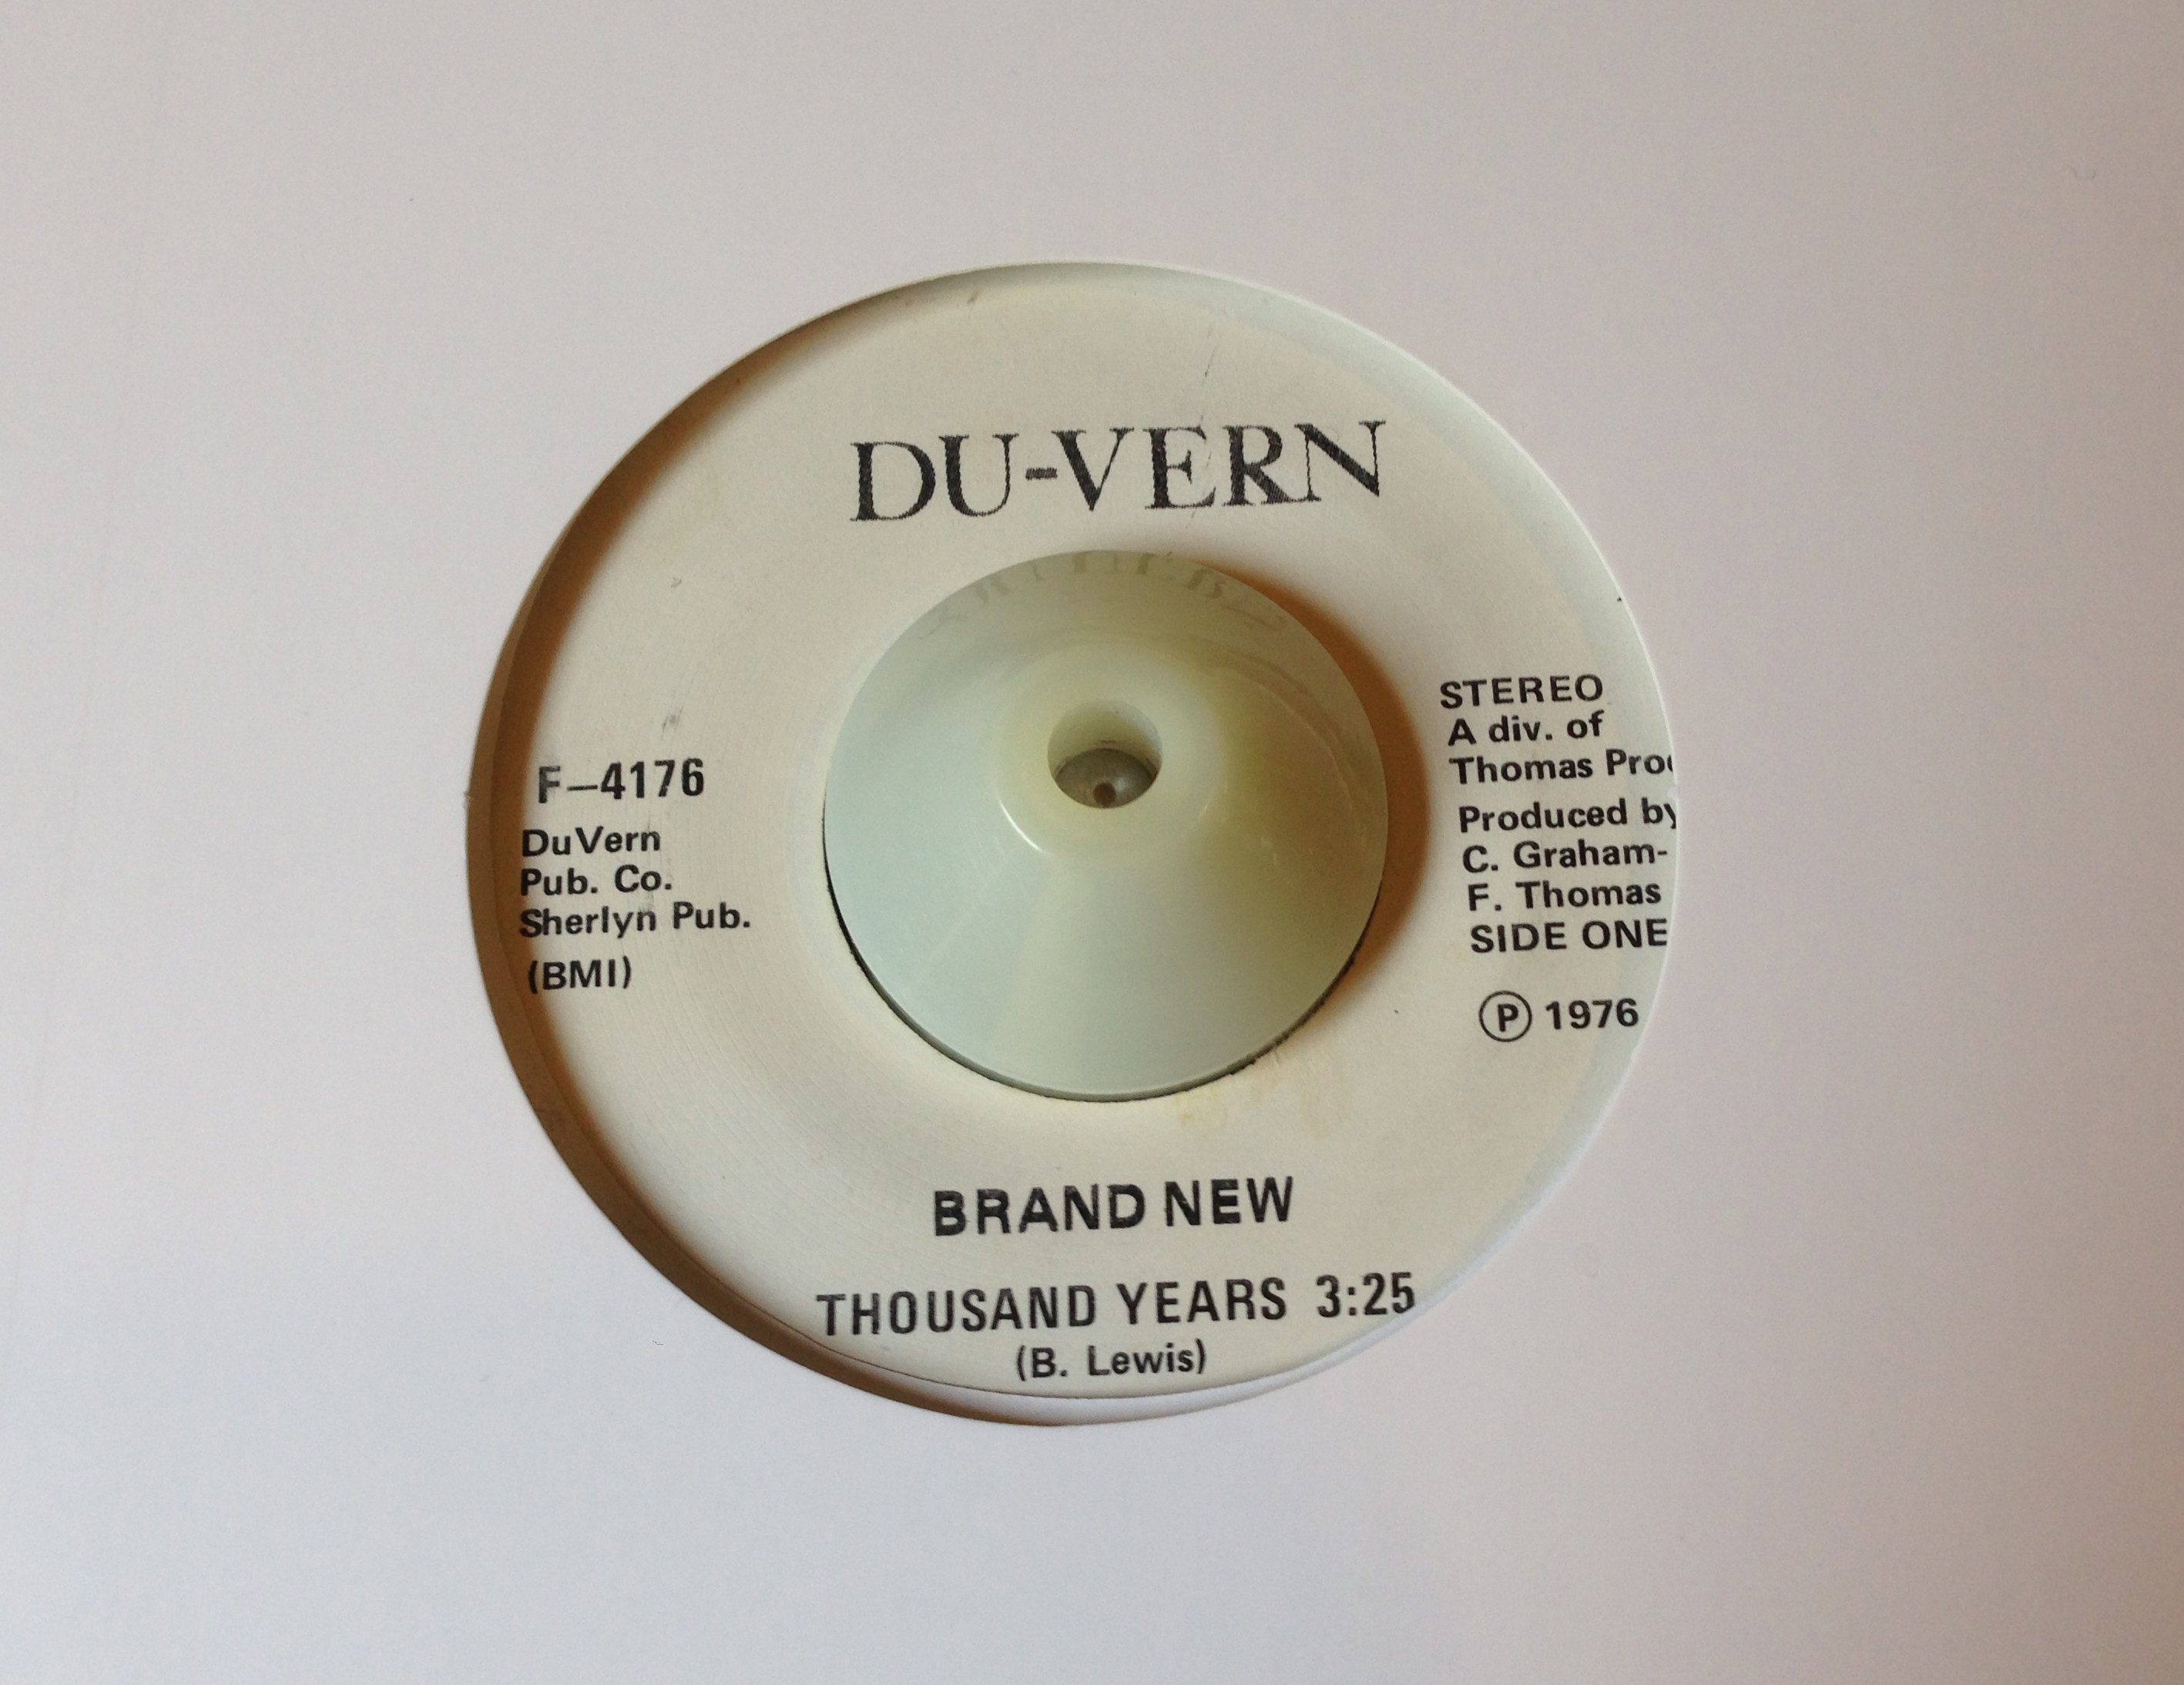 DU-VERN
F-4176
DuVern
Pub. Co.
Sherlyn Pub.
(BMI)
STEREO
A div. of
Thomas
Produced by
C. Graham-
F. Thomas
SIDE ONE
Ⓟ 1976
BRAND NEW
THOUSAND YEARS 3:25
(B. Lewis)